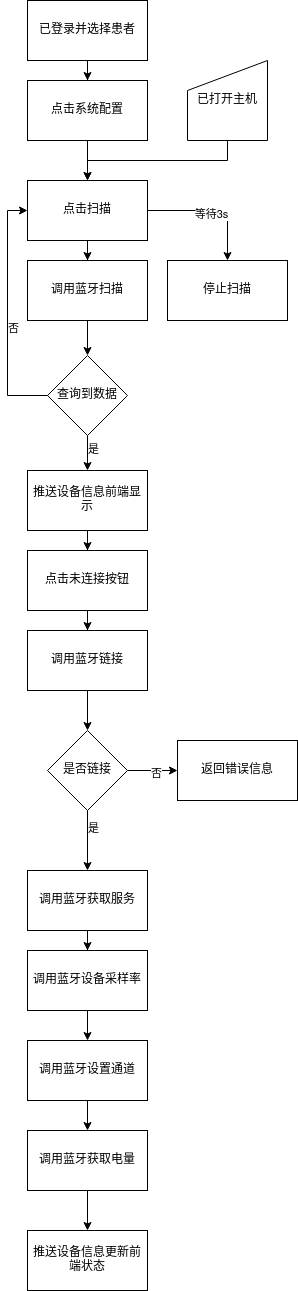 已登录并选择患者
点击系统配置
已打开主机
点击扫描
等待3s
调用蓝牙扫描
停止扫描
否
查询到数据
是
推送设备信息前端显
示
点击未连接按钮
调用蓝牙链接
是否链接
否
返回错误信息
是
调用蓝牙获取服务
调用蓝牙设备采样率
调用蓝牙设置通道
调用蓝牙获取电量
推送设备信息更新前
端状态